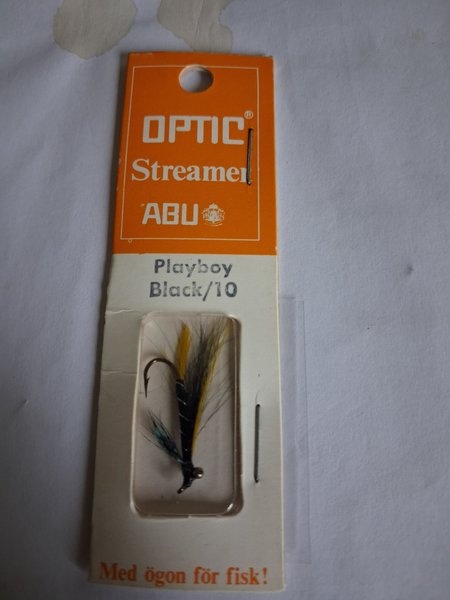 OPTIC®
Streamer
ABU
Playboy
Black/10
Med ögon för fisk!